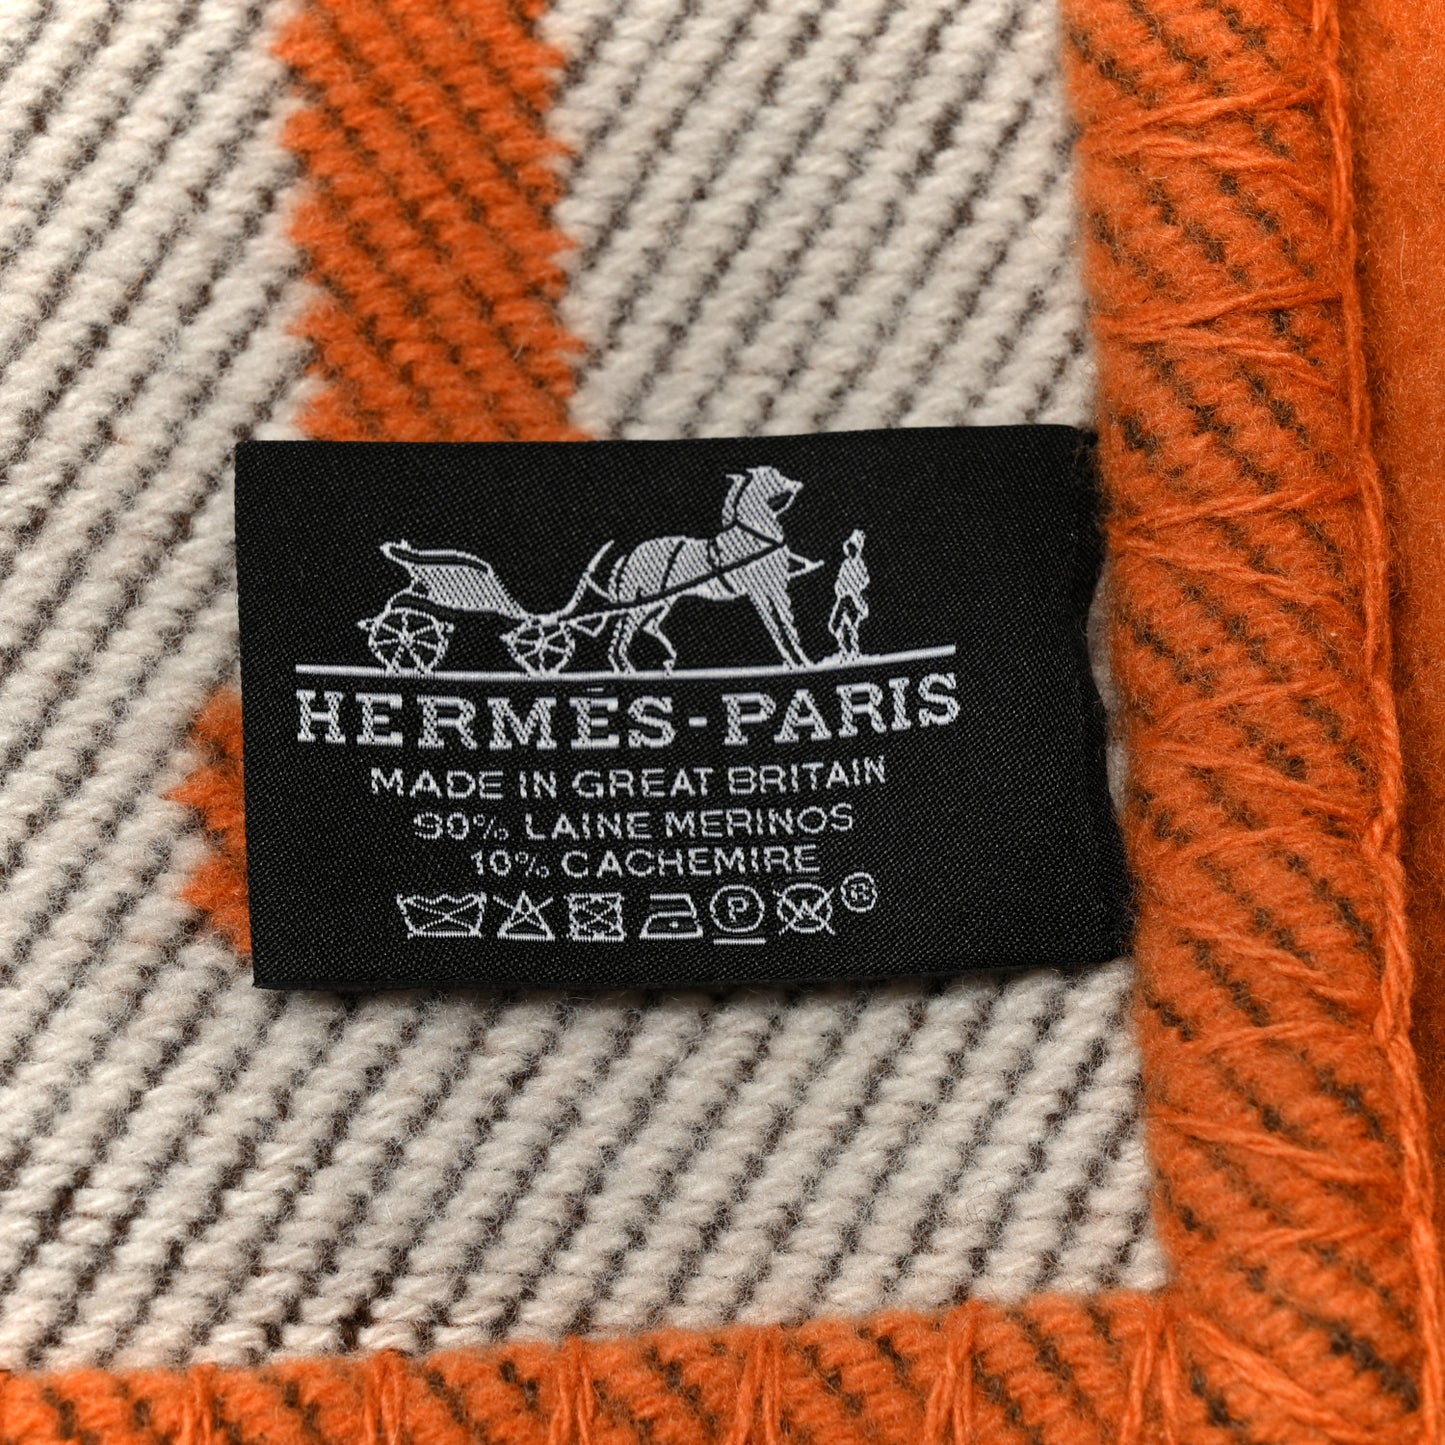 HERMÈS-PARIS
MADE IN GREAT BRITAIN
90% LAINE MERINOS
10% CACHEMIRE
P W ®